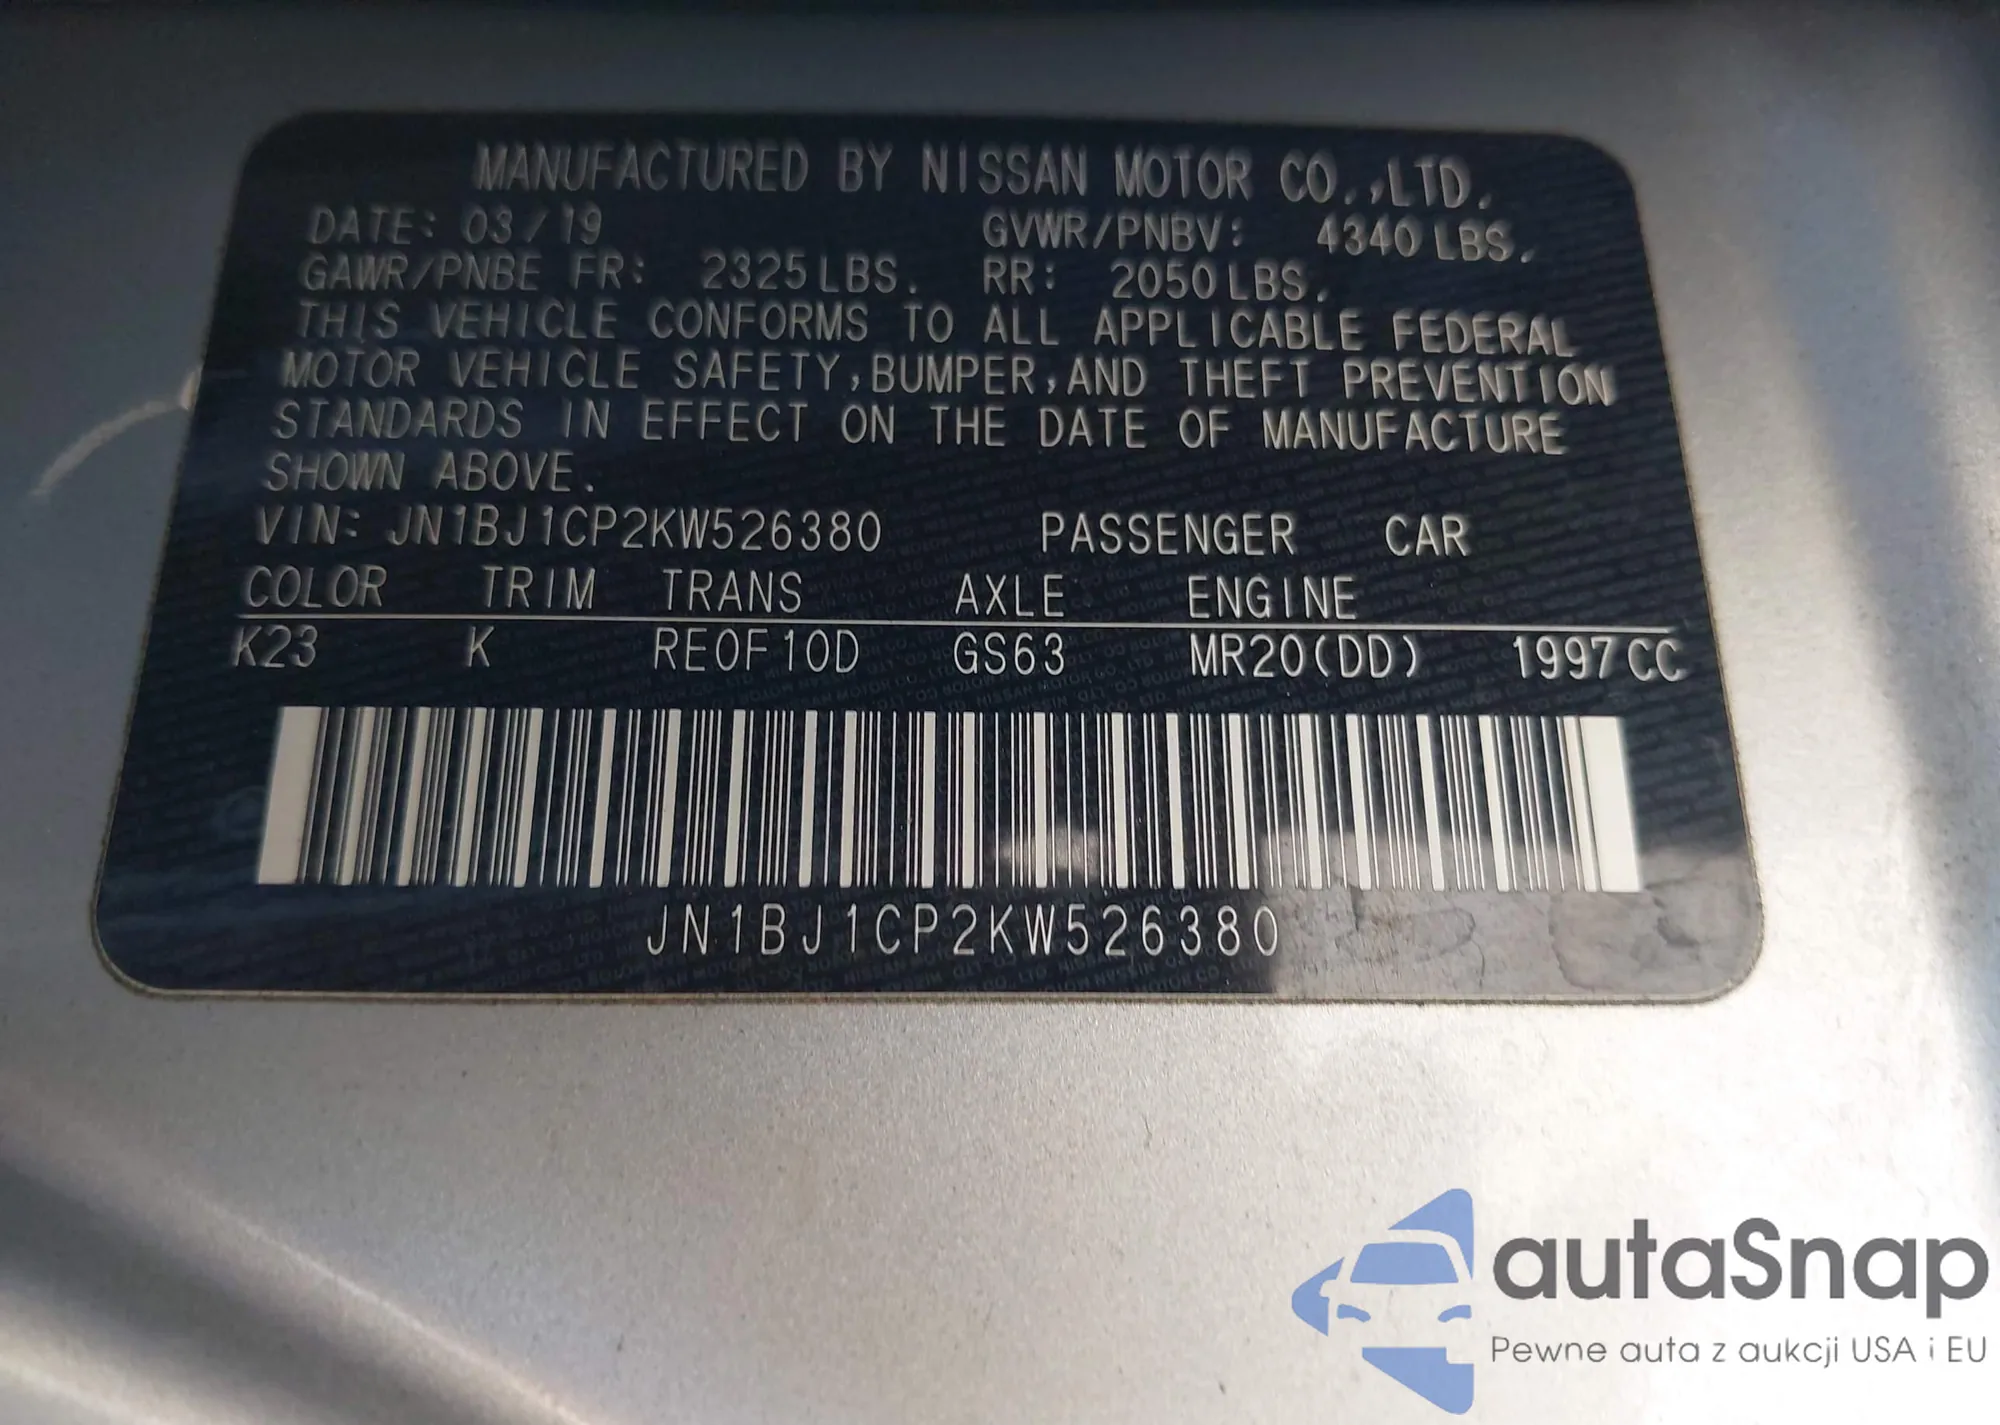 MANUFACTURED BY NISSAN MOTOR CO.,LTD.
DATE: 03/19 GVWR/PNBV: 4340 LBS.
GAWR/PNBE FR: 2325 LBS. RR: 2050 LBS.
THIS VEHICLE CONFORMS TO ALL APPLICABLE FEDERAL
MOTOR VEHICLE SAFETY,BUMPER,AND THEFT PREVENTION
STANDARDS IN EFFECT ON THE DATE OF MANUFACTURE
SHOWN ABOVE.
VIN: JN1BJ1CP2KW526380 PASSENGER CAR
COLOR TRIM TRANS AXLE ENGINE
K23 K RE0F10D GS63 MR20(DD) 1997 CC
JN1BJ1CP2KW526380
autaSnap
Pewne auta z aukcji USA i EU